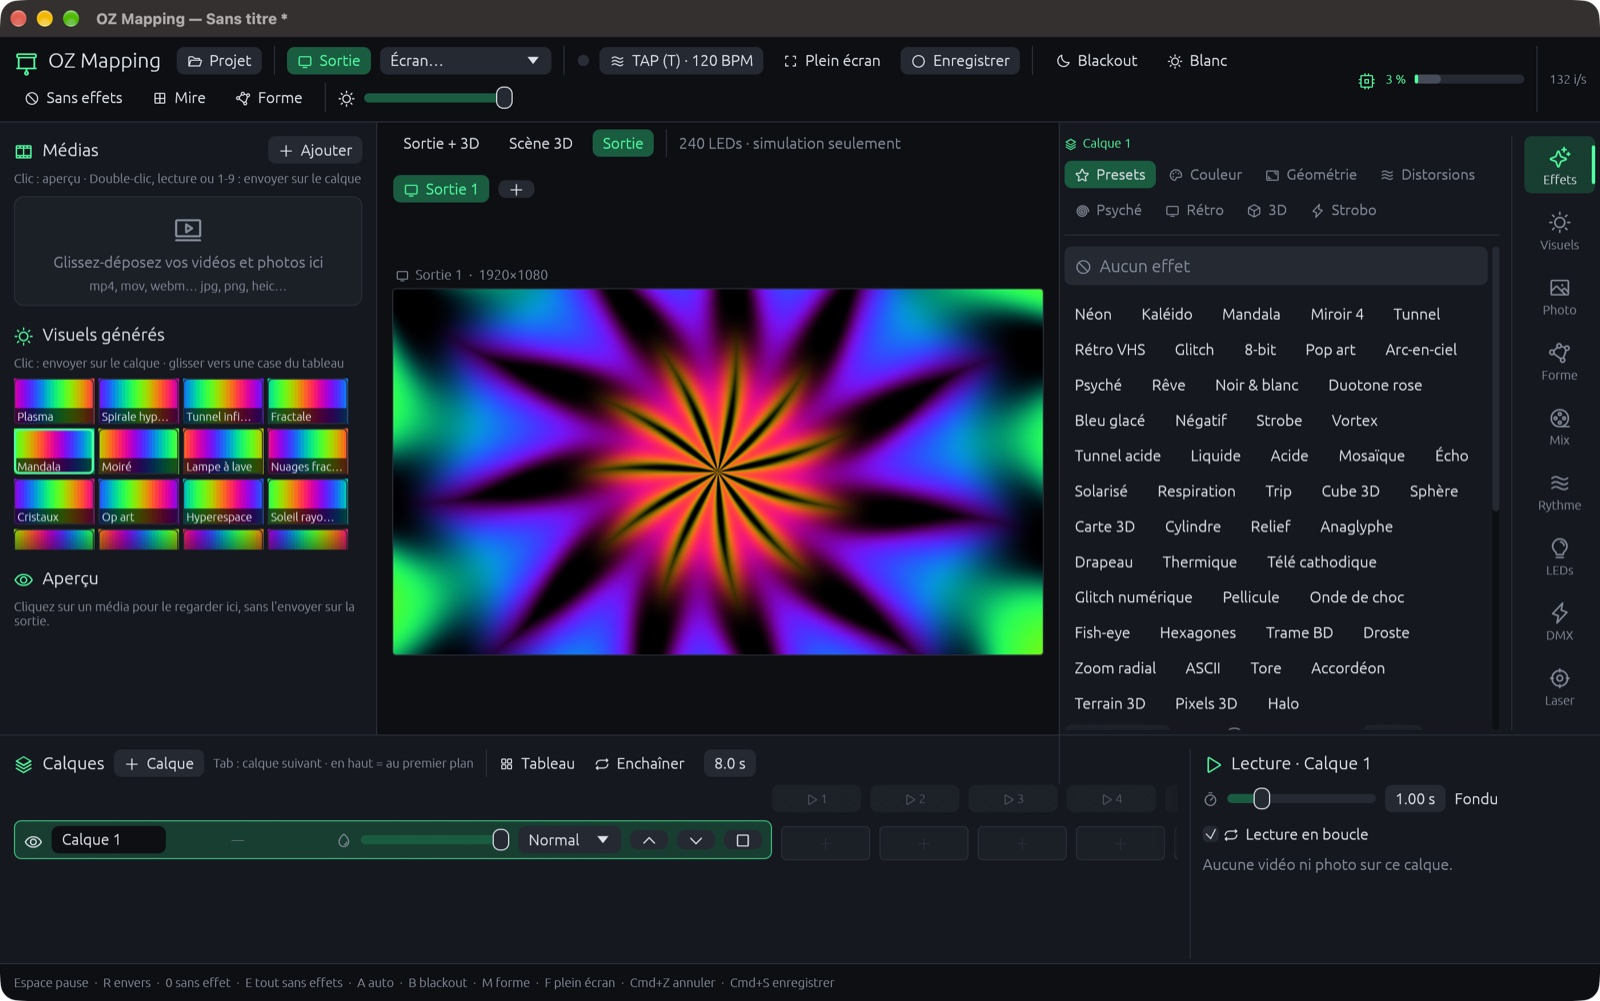 OZ Mapping — Sans titre *
OZ Mapping Projet Sortie Écran... TAP (T) · 120 BPM Plein écran Enregistrer Blackout Blanc 3 % 132 i/s
Sans effets Mire Forme
Médias + Ajouter
Clic : aperçu · Double-clic, lecture ou 1-9 : envoyer sur le calque
Glissez-déposez vos vidéos et photos ici
mp4, mov, webm... jpg, png, heic...
Visuels générés
Clic : envoyer sur le calque · glisser vers une case du tableau
Plasma Spirale hyp... Tunnel infi... Fractale
Mandala Moiré Lampe à lave Nuages frac...
Cristaux Op art Hyperespace Soleil rayo...
Aperçu
Cliquez sur un média pour le regarder ici, sans l'envoyer sur la
sortie.
Sortie + 3D Scène 3D Sortie 240 LEDs · simulation seulement
Sortie 1 +
Sortie 1 · 1920×1080
Calque 1
Presets Couleur Géométrie Distorsions
Psyché Rétro 3D Strobo
Aucun effet
Néon Kaléido Mandala Miroir 4 Tunnel
Rétro VHS Glitch 8-bit Pop art Arc-en-ciel
Psyché Rêve Noir & blanc Duotone rose
Bleu glacé Négatif Strobe Vortex
Tunnel acide Liquide Acide Mosaïque Écho
Solarisé Respiration Trip Cube 3D Sphère
Carte 3D Cylindre Relief Anaglyphe
Drapeau Thermique Télé cathodique
Glitch numérique Pellicule Onde de choc
Fish-eye Hexagones Trame BD Droste
Zoom radial ASCII Tore Accordéon
Terrain 3D Pixels 3D Halo
Effets
Visuels
Photo
Forme
Mix
Rythme
LEDs
DMX
Laser
Calques + Calque Tab : calque suivant · en haut = au premier plan Tableau Enchaîner 8.0 s
1 2 3 4
Calque 1 — Normal + + + +
Lecture · Calque 1
1.00 s Fondu
Lecture en boucle
Aucune vidéo ni photo sur ce calque.
Espace pause · R envers · 0 sans effet · E tout sans effets · A auto · B blackout · M forme · F plein écran · Cmd+Z annuler · Cmd+S enregistrer